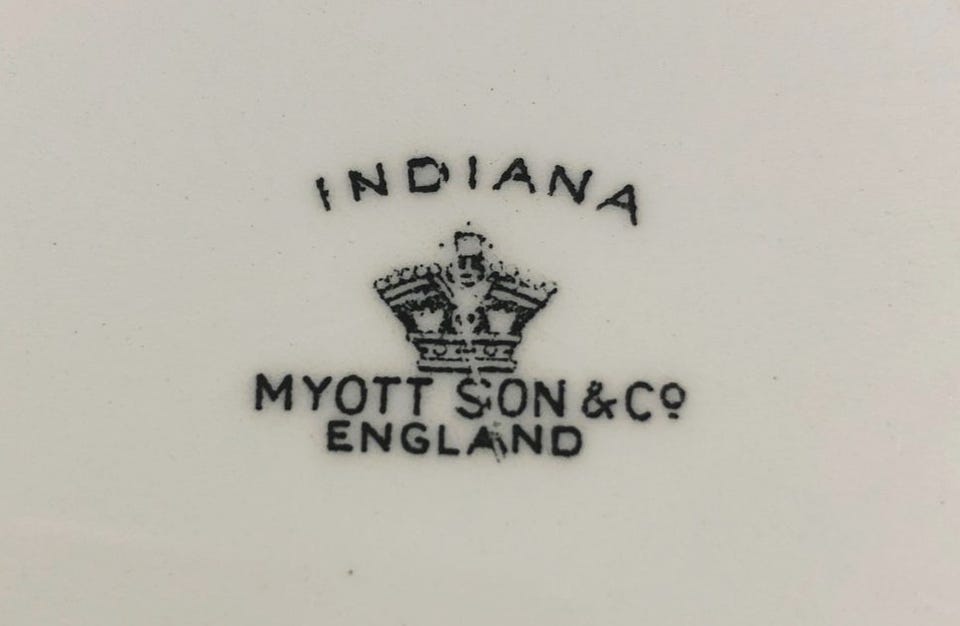 INDIANA
MYOTT SON & Cº
ENGLAND